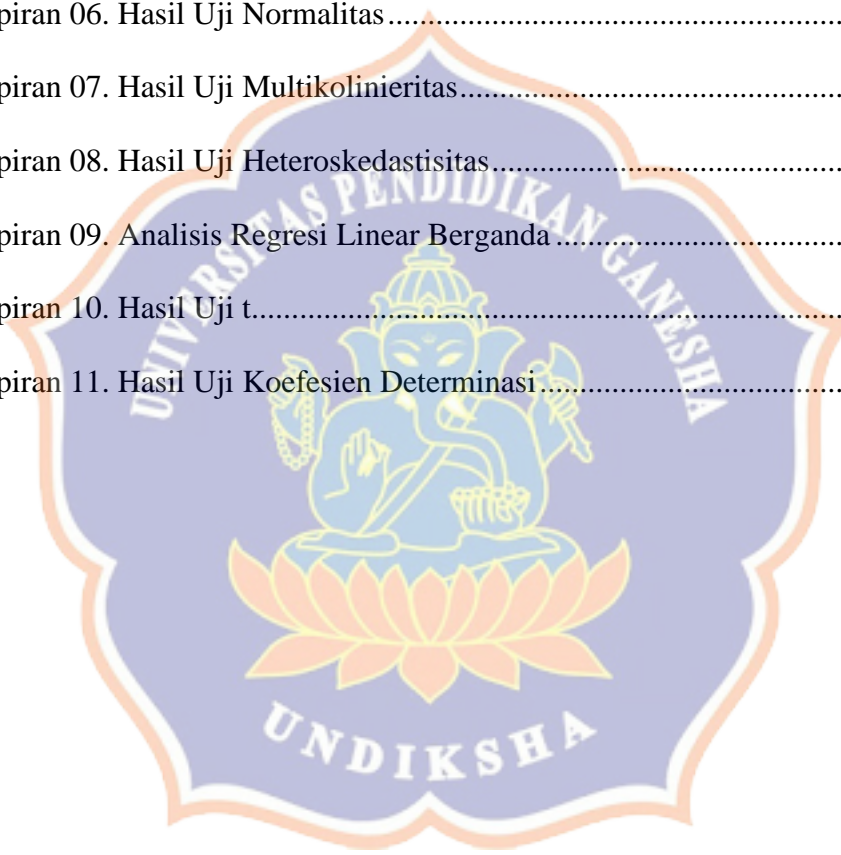 piran 06. Hasil Uji Normalitas................................................................
piran 07. Hasil Uji Multikolinieritas................................................................
piran 08. Hasil Uji Heteroskedastisitas................................................................
piran 09. Analisis Regresi Linear Berganda................................................................
piran 10. Hasil Uji t................................................................
piran 11. Hasil Uji Koefesien Determinasi................................................................
UNIVERSITAS PENDIDIKAN GANESHA
UNDIKSHA